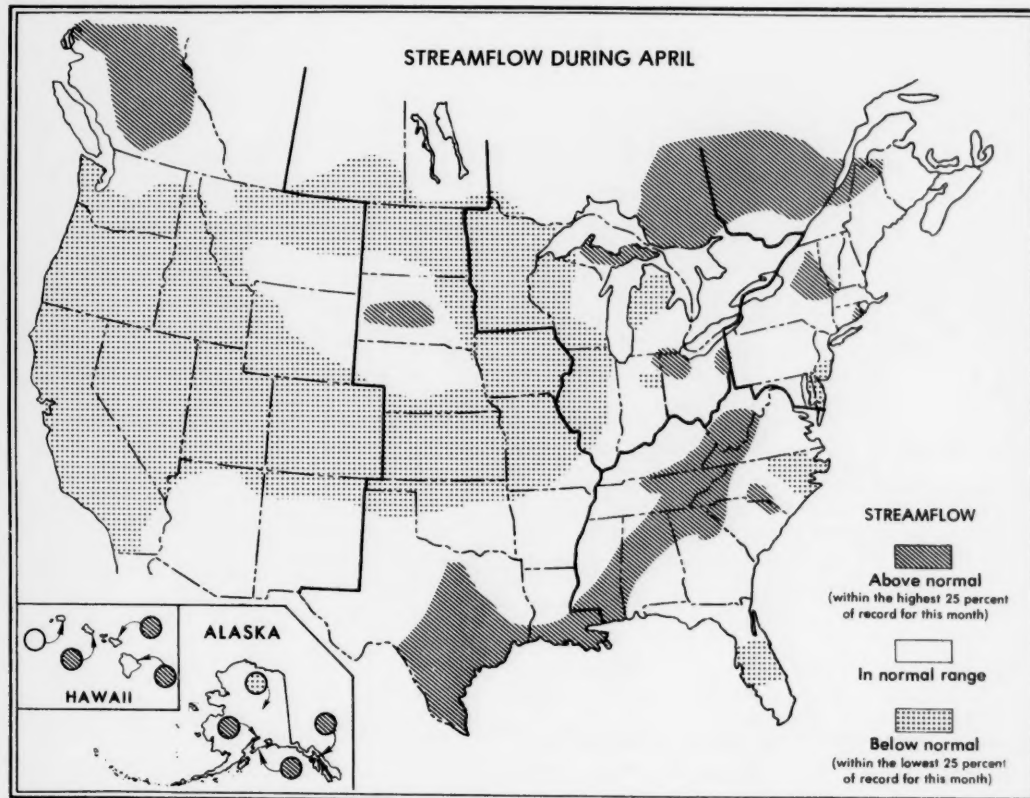 STREAMFLOW DURING APRIL
STREAMFLOW
Above normal
(within the highest 25 percent
of record for this month)
In normal range
Below normal
(within the lowest 25 percent
of record for this month)
ALASKA
HAWAII